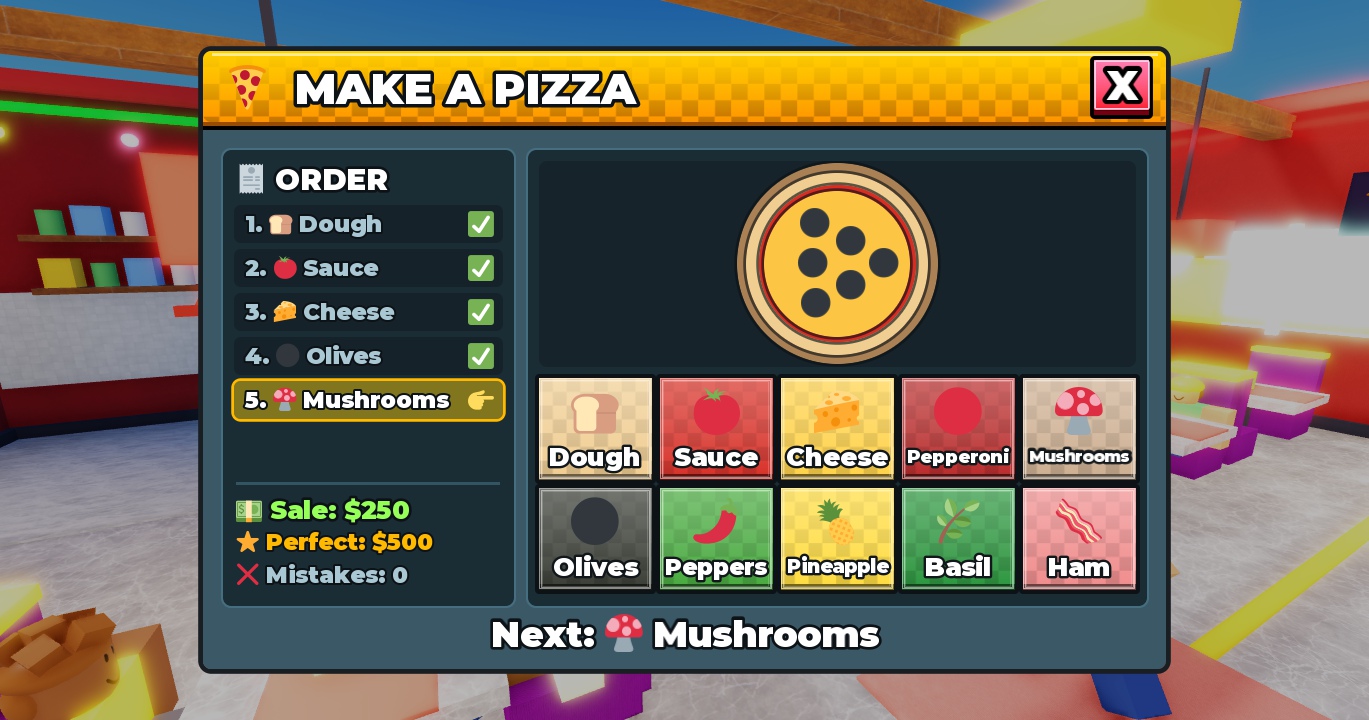 MAKE A PIZZA
X
ORDER
1. Dough
2. Sauce
3. Cheese
4. Olives
5. Mushrooms
Sale: $250
Perfect: $500
Mistakes: 0
Dough Sauce Cheese Pepperoni Mushrooms
Olives Peppers Pineapple Basil Ham
Next: Mushrooms